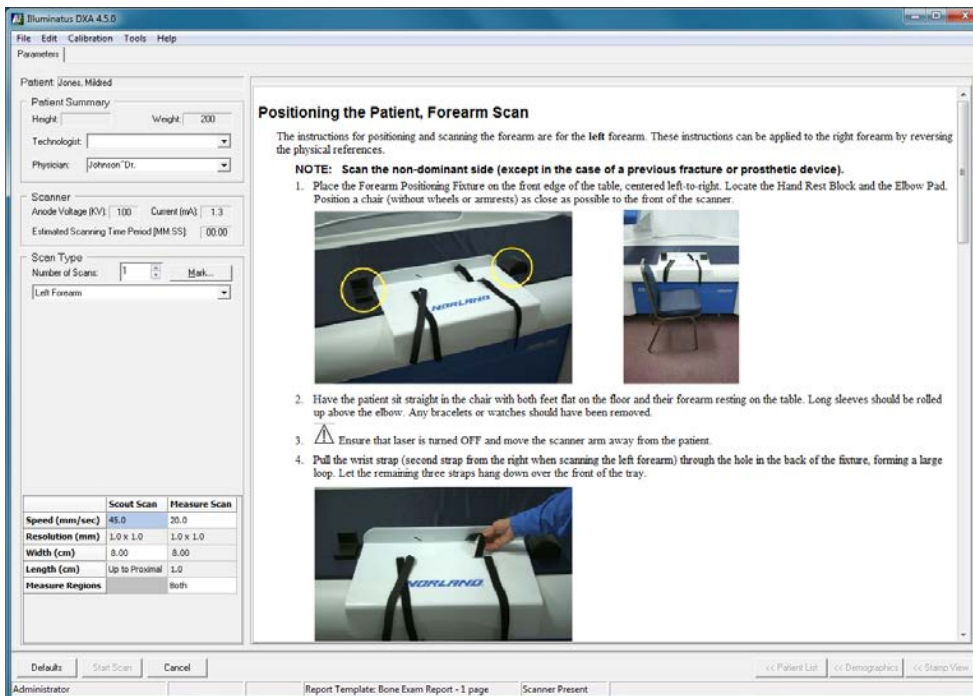 Illuminatus DXA 4.5.0
File Edit Calibration Tools Help
Parameters
Patient: Jones, Mildred
Patient Summary
Height: Weight: 200
Technologist:
Physician: Johnson^Dr.
Scanner
Anode Voltage (KV): 100 Current (mA): 1.3
Estimated Scanning Time Period (MM:SS): 00:00
Scan Type
Number of Scans: 1 Mark...
Left Forearm
Scout Scan Measure Scan
Speed (mm/sec) 45.0 20.0
Resolution (mm) 1.0 x 1.0 1.0 x 1.0
Width (cm) 8.00 8.00
Length (cm) Up to Proximal 1.0
Measure Regions Both
Defaults Start Scan Cancel
Positioning the Patient, Forearm Scan
The instructions for positioning and scanning the forearm are for the left forearm. These instructions can be applied to the right forearm by reversing
the physical references.
NOTE: Scan the non-dominant side (except in the case of a previous fracture or prosthetic device).
1. Place the Forearm Positioning Fixture on the front edge of the table, centered left-to-right. Locate the Hand Rest Block and the Elbow Pad.
Position a chair (without wheels or armrests) as close as possible to the front of the scanner.
NORLAND
2. Have the patient sit straight in the chair with both feet flat on the floor and their forearm resting on the table. Long sleeves should be rolled
up above the elbow. Any bracelets or watches should have been removed.
3. Ensure that laser is turned OFF and move the scanner arm away from the patient.
4. Pull the wrist strap (second strap from the right when scanning the left forearm) through the hole in the back of the fixture, forming a large
loop. Let the remaining three straps hang down over the front of the tray.
NORLAND
<< Patient List << Demographics << Stamp View
Administrator Report Template: Bone Exam Report - 1 page Scanner Present